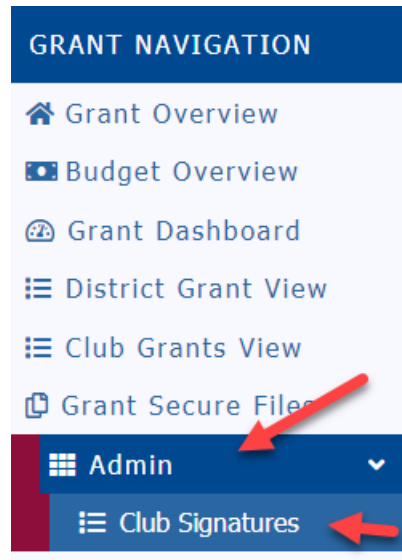 GRANT NAVIGATION
Grant Overview
Budget Overview
Grant Dashboard
District Grant View
Club Grants View
Grant Secure Files
Admin
Club Signatures